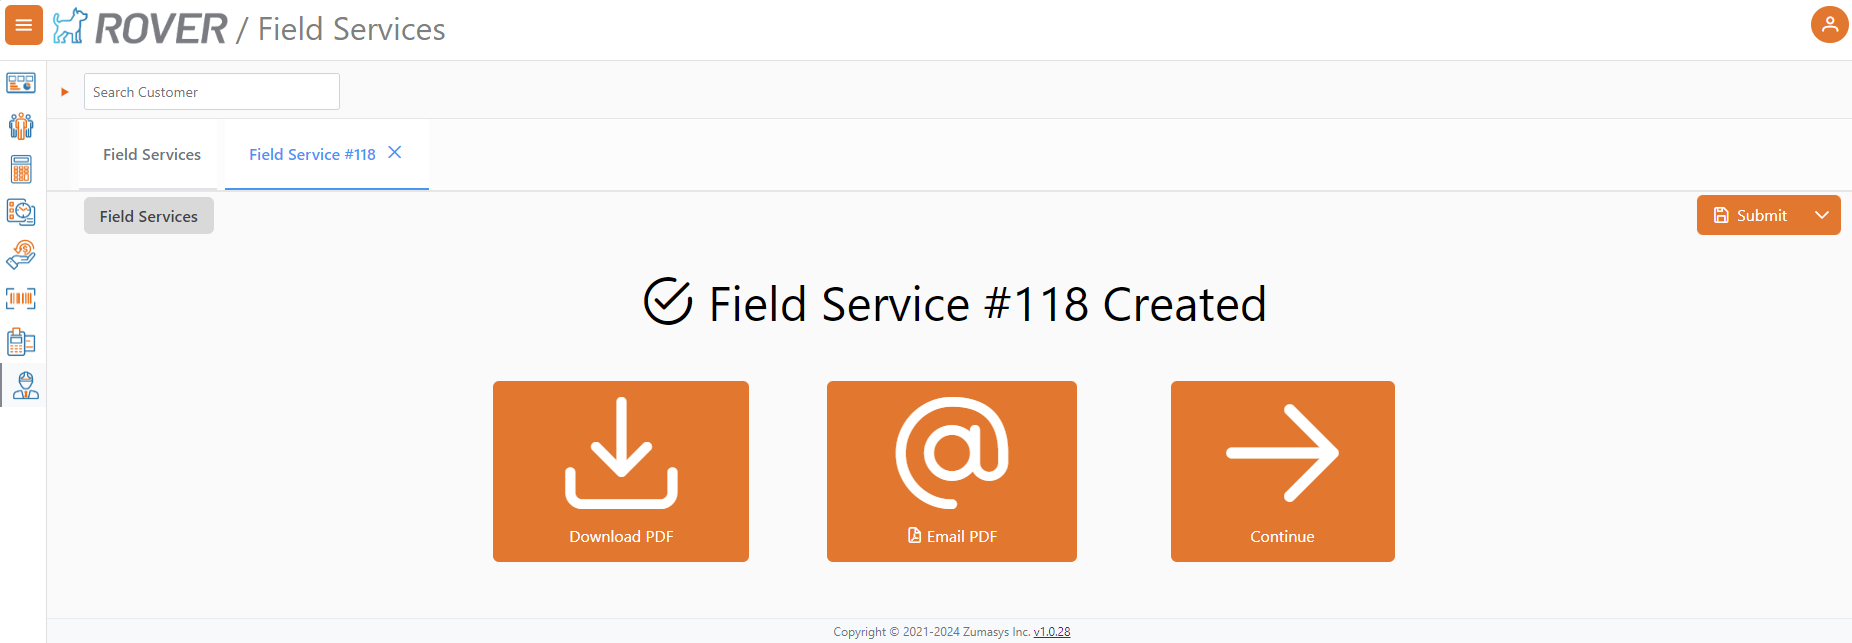 ROVER / Field Services
Search Customer
Field Services
Field Service #118
Field Services
Submit
Field Service #118 Created
Download PDF
Email PDF
Continue
Copyright © 2021-2024 Zumasys Inc. v1.0.28